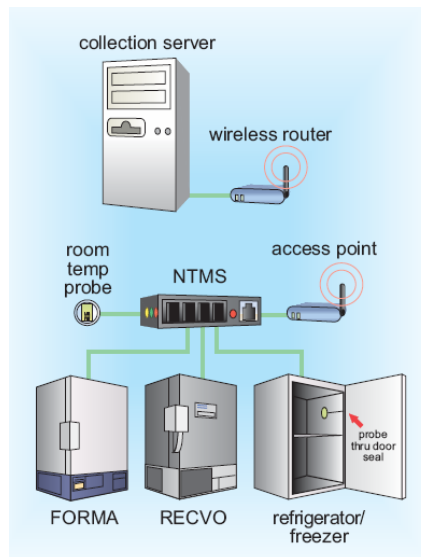 collection server
wireless router
room
temp
probe
NTMS
access point
probe
thru door
seal
FORMA
RECVO
refrigerator/
freezer